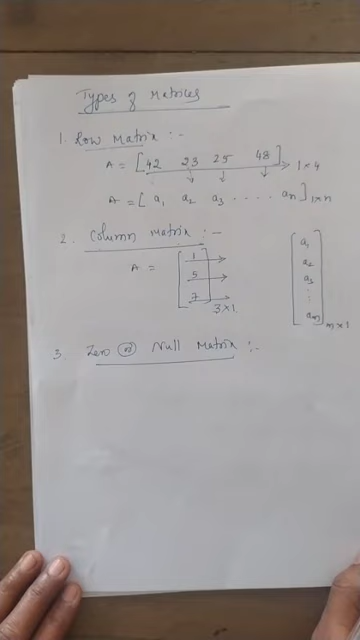 Types of Matrices
1. Row Matrix :-
A = [42 23 25 48] 1×4
A = [ a1 a2 a3 .... an ]1×n
2. Column Matrix :-
A = [1 5 7] 3×1
[a1 a2 a3 : : am] m×1
3. Zero (or) Null Matrix :-